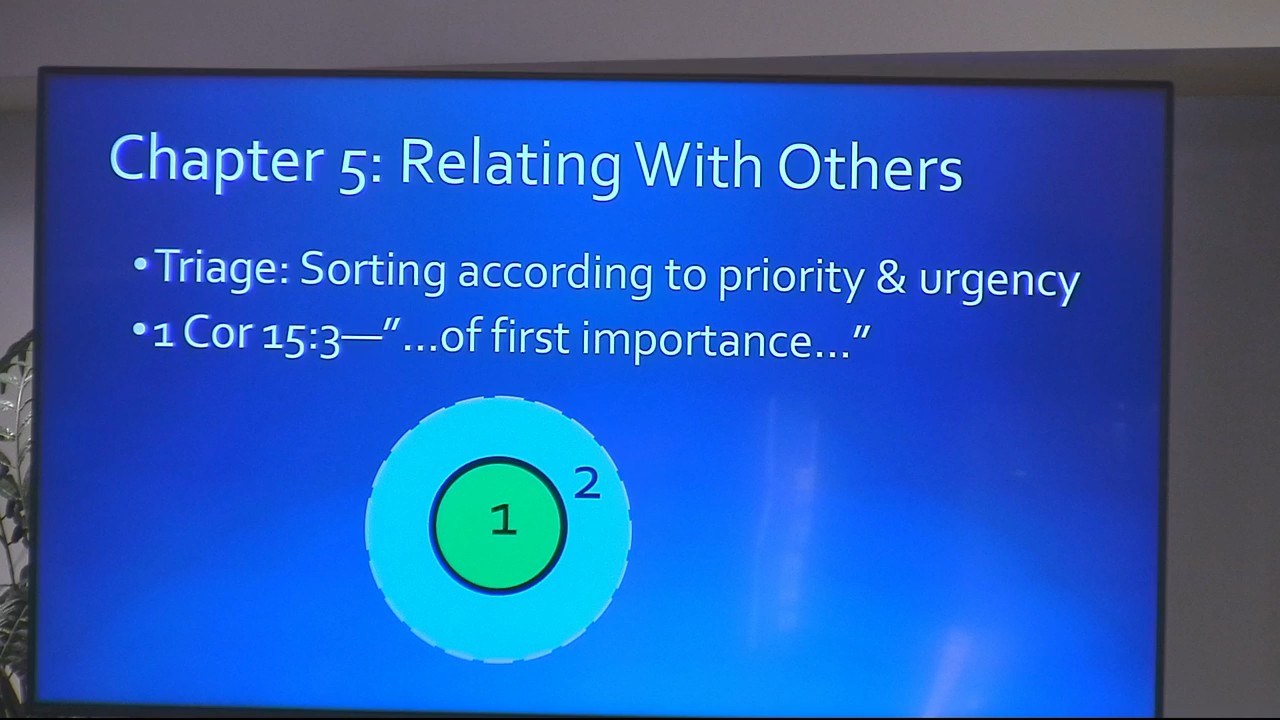 Chapter 5: Relating With Others
•Triage: Sorting according to priority & urgency
•1 Cor 15:3—"...of first importance..."
2
1